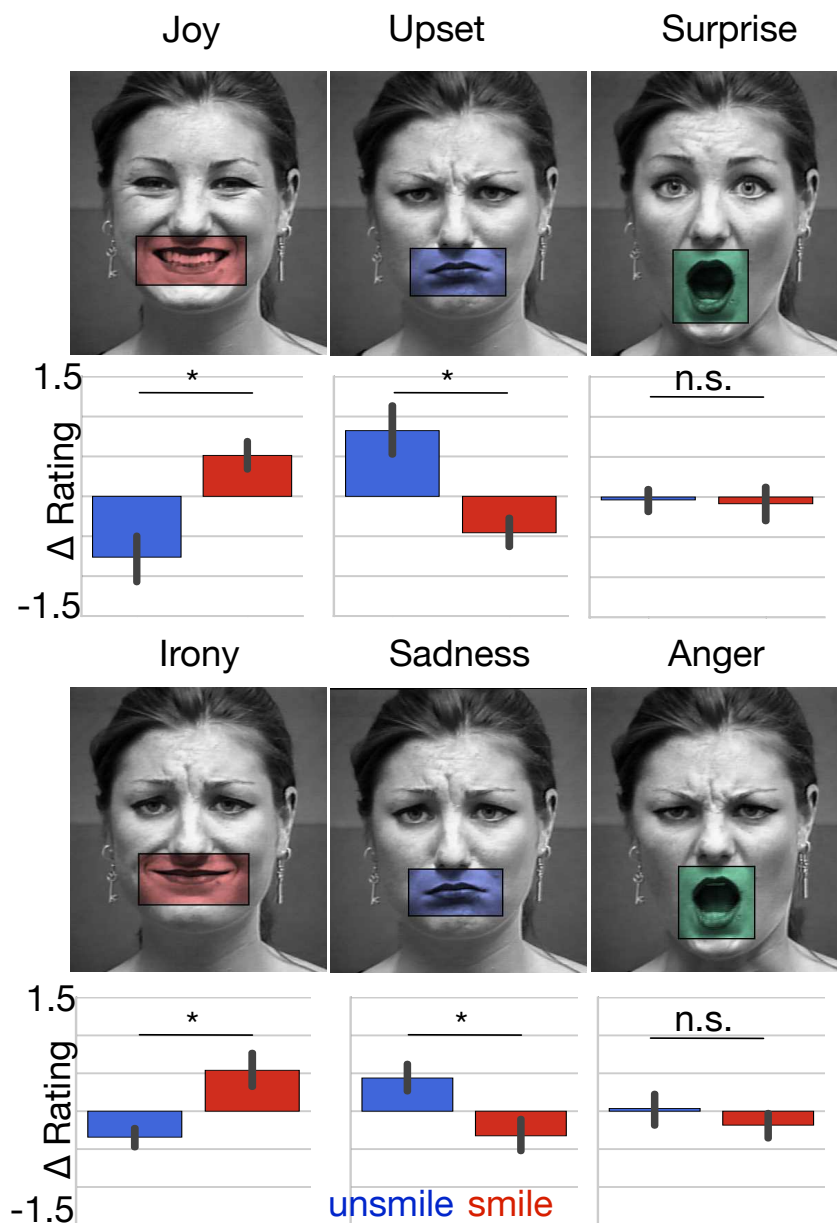 Joy Upset Surprise
1.5
* * n.s.
Δ Rating
-1.5
Irony Sadness Anger
1.5
* * n.s.
Δ Rating
-1.5
unsmile smile